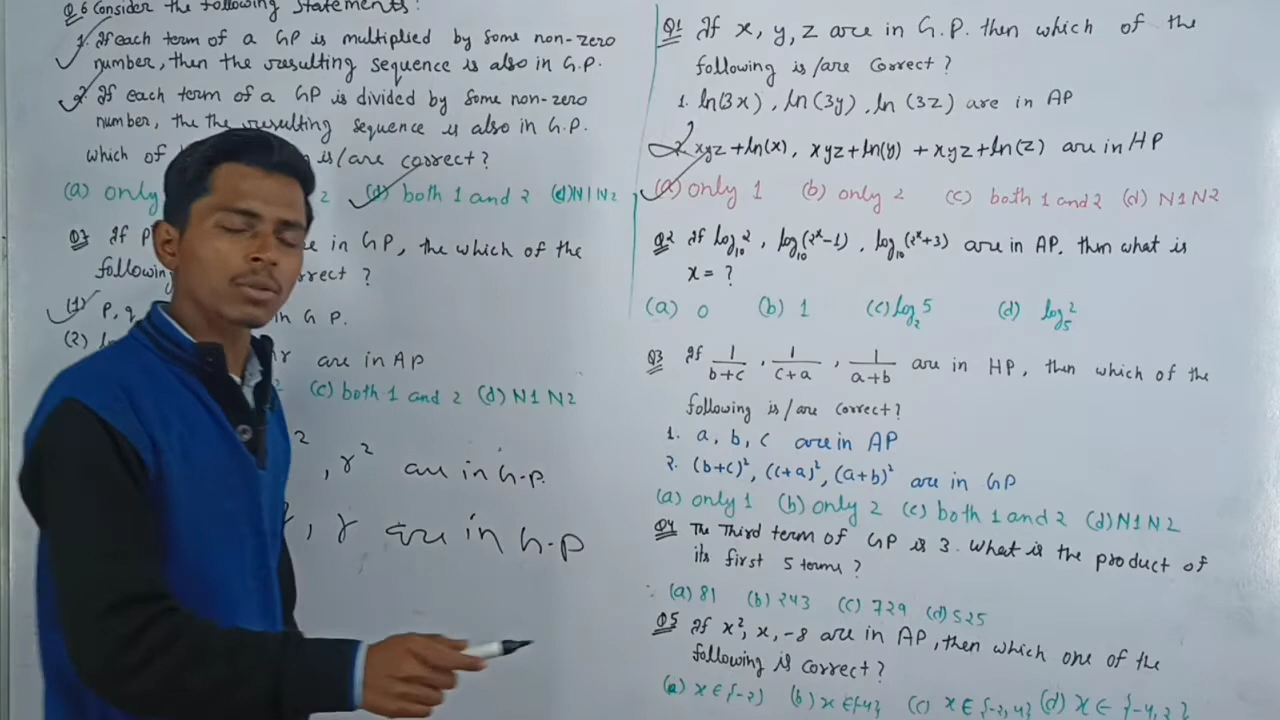 Q6 Consider the following statements:
1. If each term of a GP is multiplied by some non-zero
number, then the resulting sequence is also in G.P.
2. If each term of a GP is divided by some non-zero
number, the the resulting sequence is also in G.P.
which of is/are correct?
(a) only 2 (c) both 1 and 2 (d) N1 N2
Q7 If P in GP, the which of the
following correct ?
(1) P, q in G P.
(2) are in AP
(c) both 1 and 2 (d) N1 N2
2, r² are in G.P.
, r are in G.P
Q1 If x, y, z are in G.P. then which of the
following is/are correct ?
1. ln(3x), ln(3y), ln(3z) are in AP
2. xyz + ln(x), xyz + ln(y) + xyz + ln(z) are in HP
(a) only 1 (b) only 2 (c) both 1 and 2 (d) N1 N2
Q2 If log₁₀2, log₁₀(2ˣ-1), log₁₀(2ˣ+3) are in AP. then what is
x = ?
(a) 0 (b) 1 (c) log₂5 (d) log₅2
Q3 If 1/(b+c), 1/(c+a), 1/(a+b) are in HP, then which of the
following is/are correct?
1. a, b, c are in AP
2. (b+c)², (c+a)², (a+b)² are in GP
(a) only 1 (b) only 2 (c) both 1 and 2 (d) N1 N2
Q4 The Third term of GP is 3. What is the product of
its first 5 terms ?
(a) 81 (b) 243 (c) 729 (d) 525
Q5 If x², x, -8 are in AP, then which one of the
following is correct ?
(a) x ∈ {-2} (b) x ∈ {4} (c) x ∈ {-2, 4} (d) x ∈ {-4, 2}